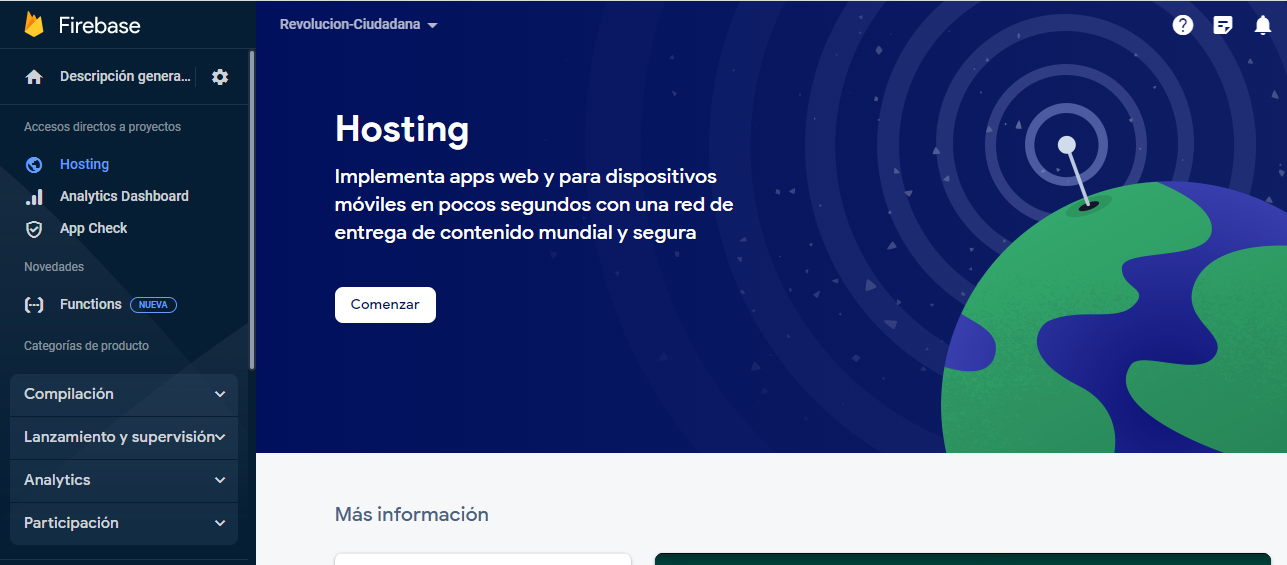 Firebase
Descripción genera...
Accesos directos a proyectos
Hosting
Analytics Dashboard
App Check
Novedades
Functions NUEVA
Categorías de producto
Compilación
Lanzamiento y supervisión
Analytics
Participación
Revolucion-Ciudadana
Hosting
Implementa apps web y para dispositivos
móviles en pocos segundos con una red de
entrega de contenido mundial y segura
Comenzar
Más información